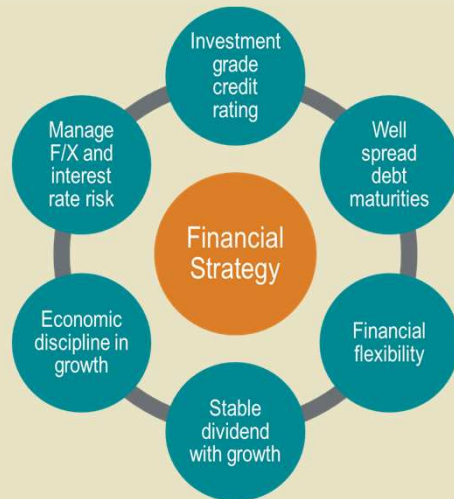 Investment
grade
credit
rating
Well
spread
debt
maturities
Financial
flexibility
Stable
dividend
with growth
Economic
discipline in
growth
Manage
F/X and
interest
rate risk
Financial
Strategy